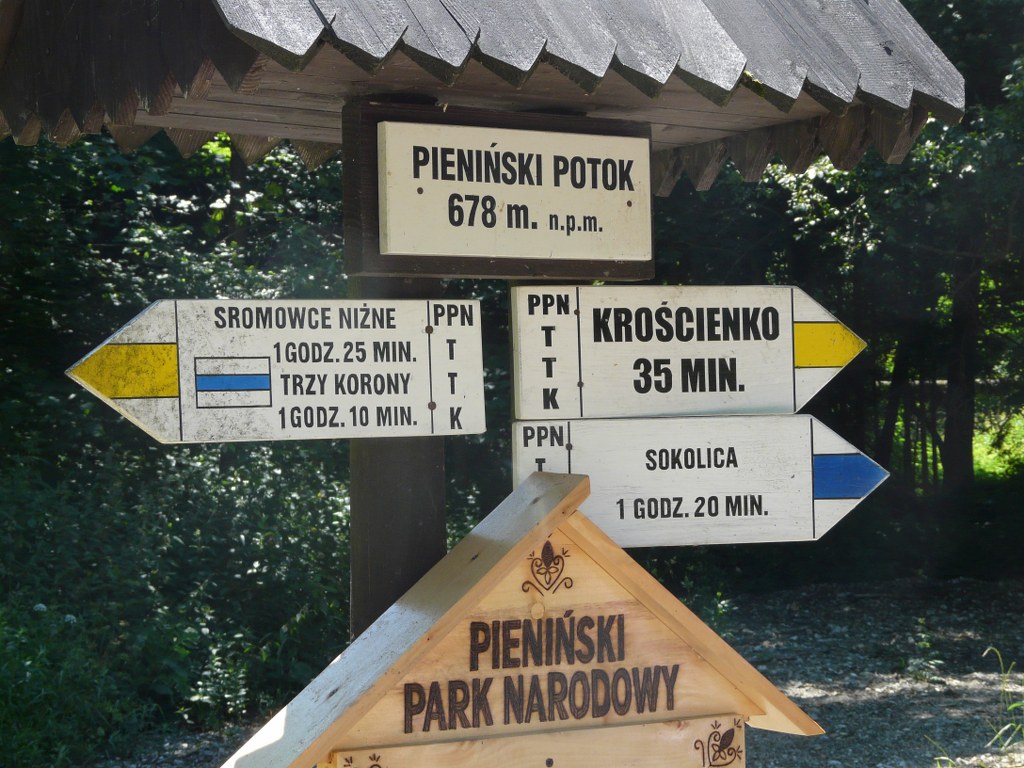 PIENIŃSKI POTOK
678 m. n.p.m.
SROMOWCE NIŻNE
1 GODZ. 25 MIN.
TRZY KORONY
1 GODZ. 10 MIN.
PPN
T
T
K
PPN
T
T
K
KROŚCIENKO
35 MIN.
PPN
T
SOKOLICA
1 GODZ. 20 MIN.
PIENIŃSKI
PARK NARODOWY